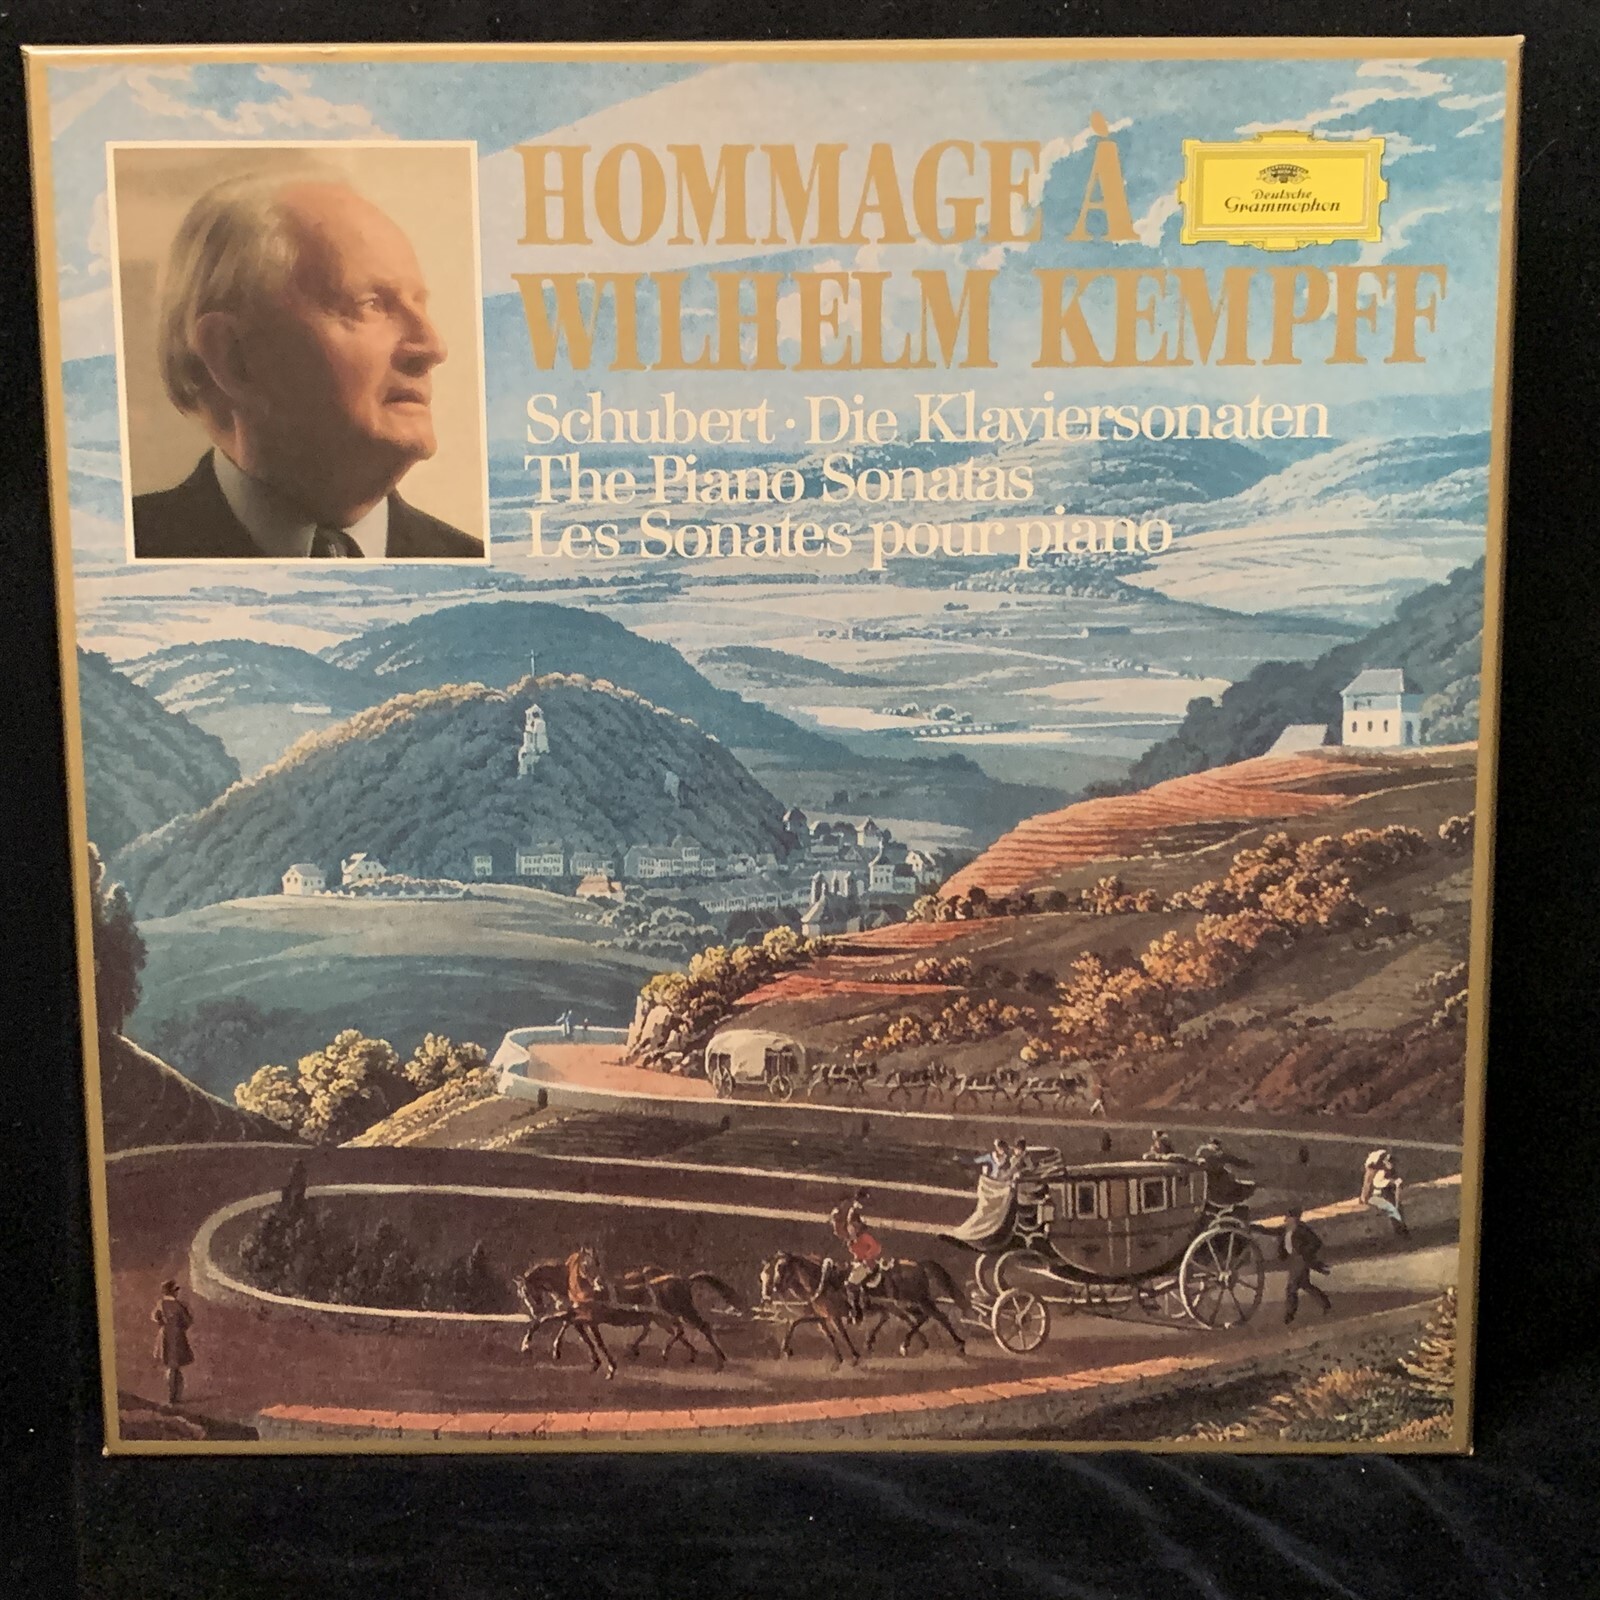 HOMMAGE À
WILHELM KEMPFF
Deutsche
Grammophon
Schubert · Die Klaviersonaten
The Piano Sonatas
Les Sonates pour piano